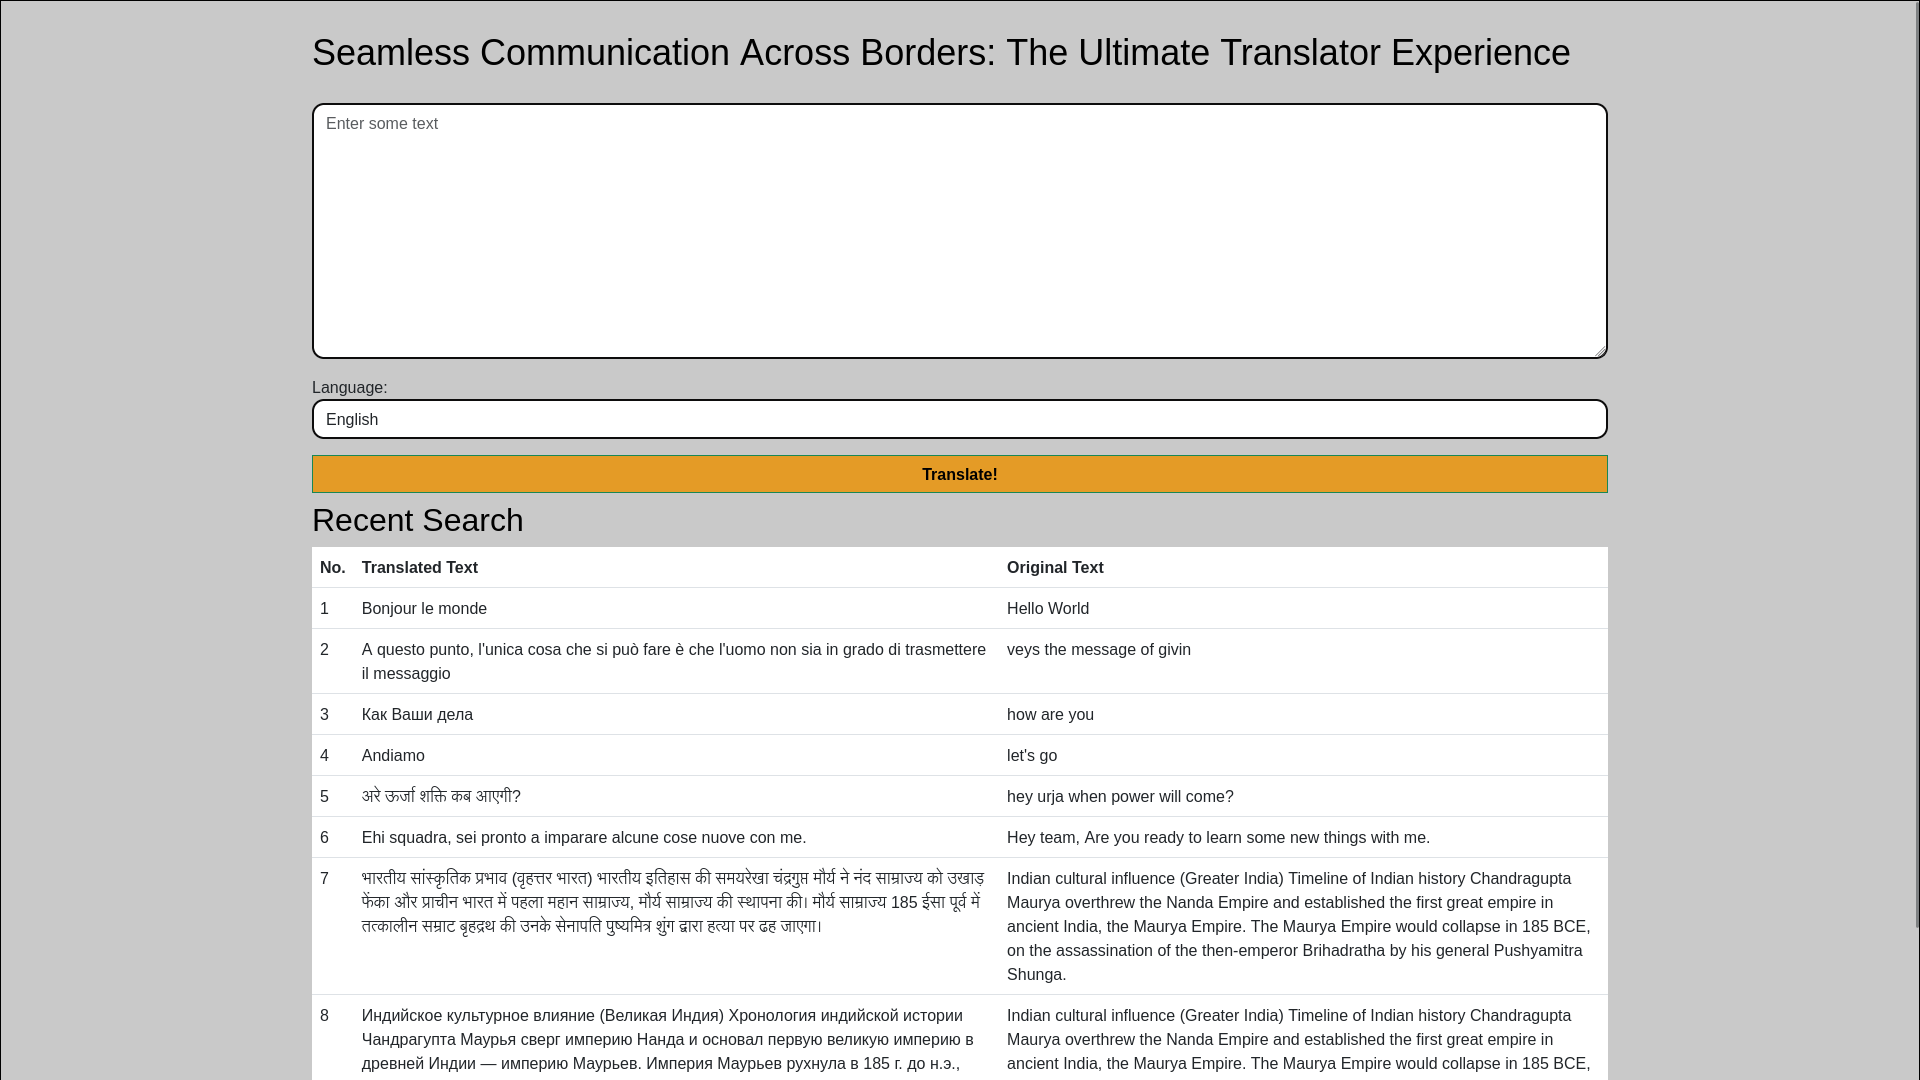 Seamless Communication Across Borders: The Ultimate Translator Experience
Enter some text
Language:
English
Translate!
Recent Search
No. Translated Text Original Text
1 Bonjour le monde Hello World
2 A questo punto, l'unica cosa che si può fare è che l'uomo non sia in grado di trasmettere veys the message of givin
il messaggio
3 Как Ваши дела how are you
4 Andiamo let's go
5 अरे ऊर्जा शक्ति कब आएगी? hey urja when power will come?
6 Ehi squadra, sei pronto a imparare alcune cose nuove con me. Hey team, Are you ready to learn some new things with me.
7 भारतीय सांस्कृतिक प्रभाव (वृहत्तर भारत) भारतीय इतिहास की समयरेखा चंद्रगुप्त मौर्य ने नंद साम्राज्य को उखाड़ Indian cultural influence (Greater India) Timeline of Indian history Chandragupta
फेंका और प्राचीन भारत में पहला महान साम्राज्य, मौर्य साम्राज्य की स्थापना की। मौर्य साम्राज्य 185 ईसा पूर्व में Maurya overthrew the Nanda Empire and established the first great empire in
तत्कालीन सम्राट बृहद्रथ की उनके सेनापति पुष्यमित्र शुंग द्वारा हत्या पर ढह जाएगा। ancient India, the Maurya Empire. The Maurya Empire would collapse in 185 BCE,
on the assassination of the then-emperor Brihadratha by his general Pushyamitra
Shunga.
8 Индийское культурное влияние (Великая Индия) Хронология индийской истории Indian cultural influence (Greater India) Timeline of Indian history Chandragupta
Чандрагупта Маурья сверг империю Нанда и основал первую великую империю в Maurya overthrew the Nanda Empire and established the first great empire in
древней Индии — империю Маурьев. Империя Маурьев рухнула в 185 г. до н.э., ancient India, the Maurya Empire. The Maurya Empire would collapse in 185 BCE,